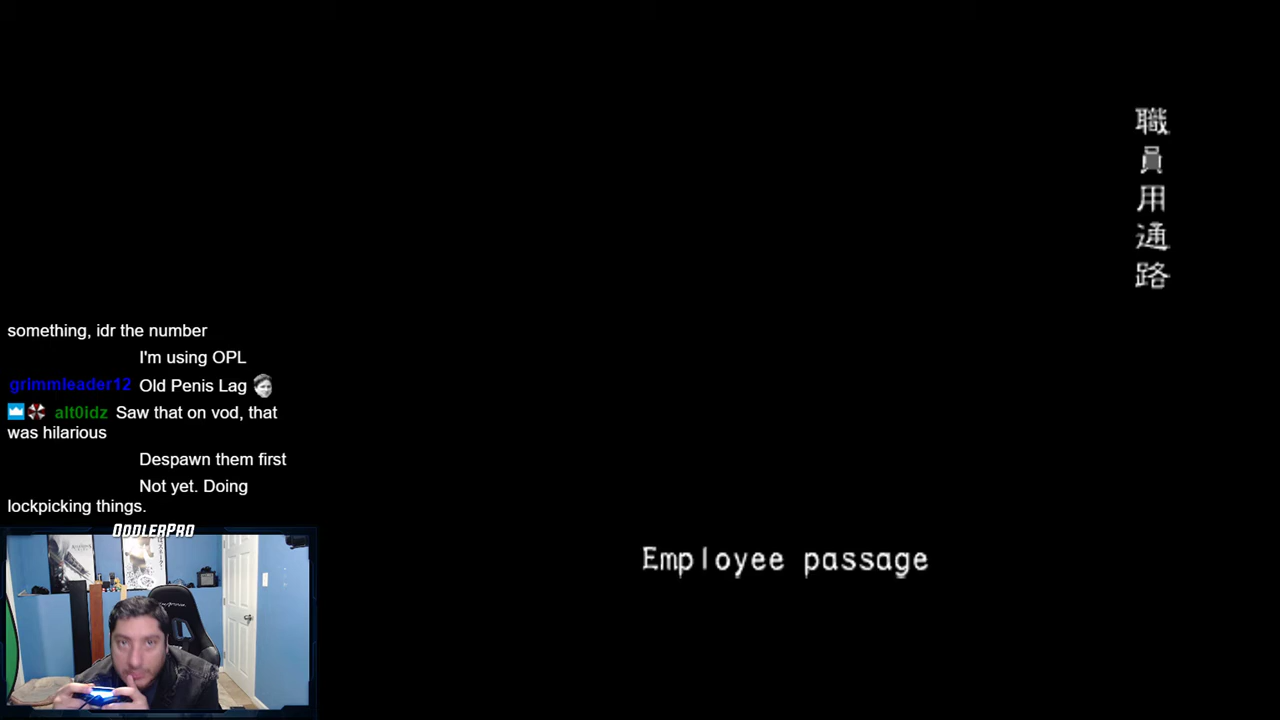 職員用通路
something, idr the number
I'm using OPL
grimmleader12 Old Penis Lag
alt0idz Saw that on vod, that
was hilarious
Despawn them first
Not yet. Doing
lockpicking things.
ODDLERPRO
Employee passage